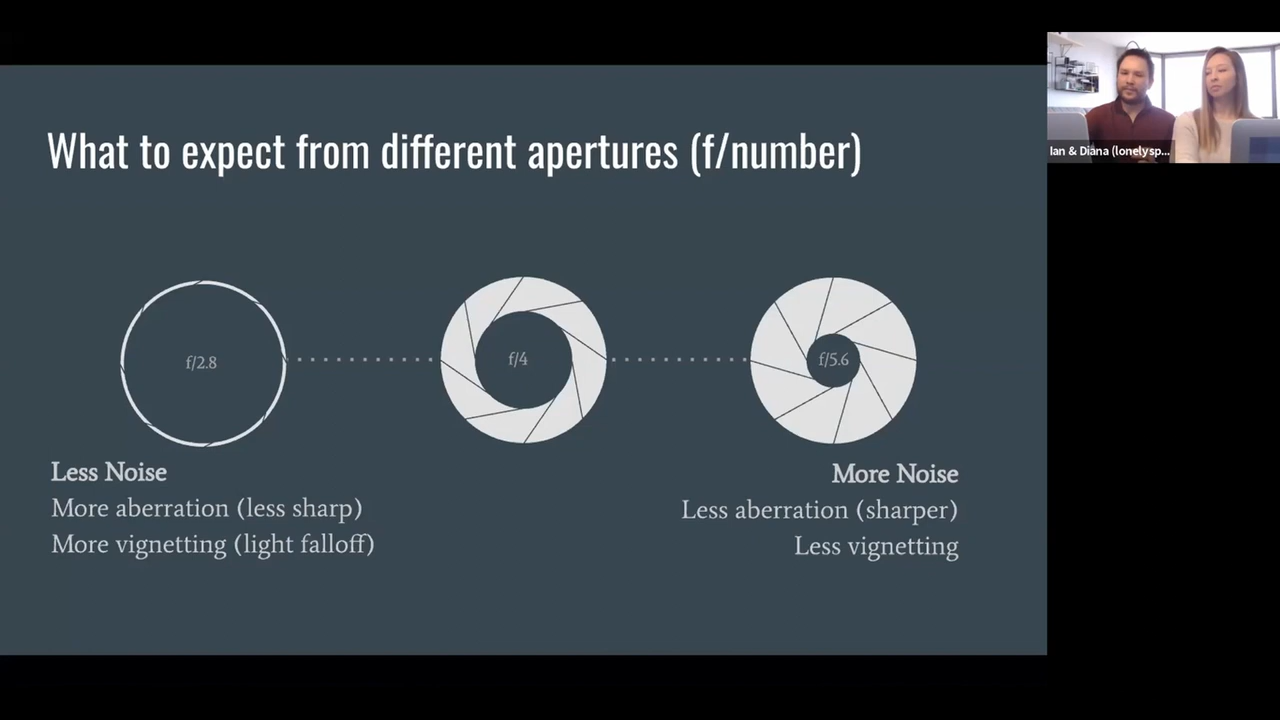 What to expect from different apertures (f/number)
f/2.8
f/4
f/5.6
Less Noise
More aberration (less sharp)
More vignetting (light falloff)
More Noise
Less aberration (sharper)
Less vignetting
Ian & Diana (lonelysp...